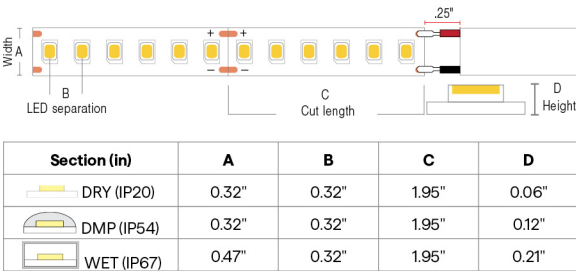 .25"
Width
A
+ +
– –
B
LED separation
C
Cut length
D
Height
Section (in) A B C D
DRY (IP20) 0.32" 0.32" 1.95" 0.06"
DMP (IP54) 0.32" 0.32" 1.95" 0.12"
WET (IP67) 0.47" 0.32" 1.95" 0.21"